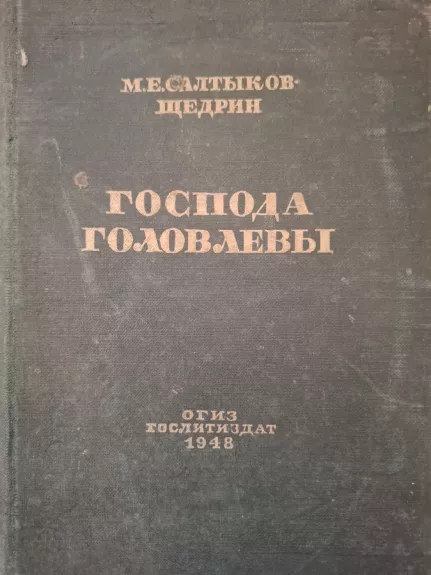 М.Е.САЛТЫКОВ-
ЩЕДРИН
ГОСПОДА
ГОЛОВЛЕВЫ
ОГИЗ
ГОСЛИТИЗДАТ
1948